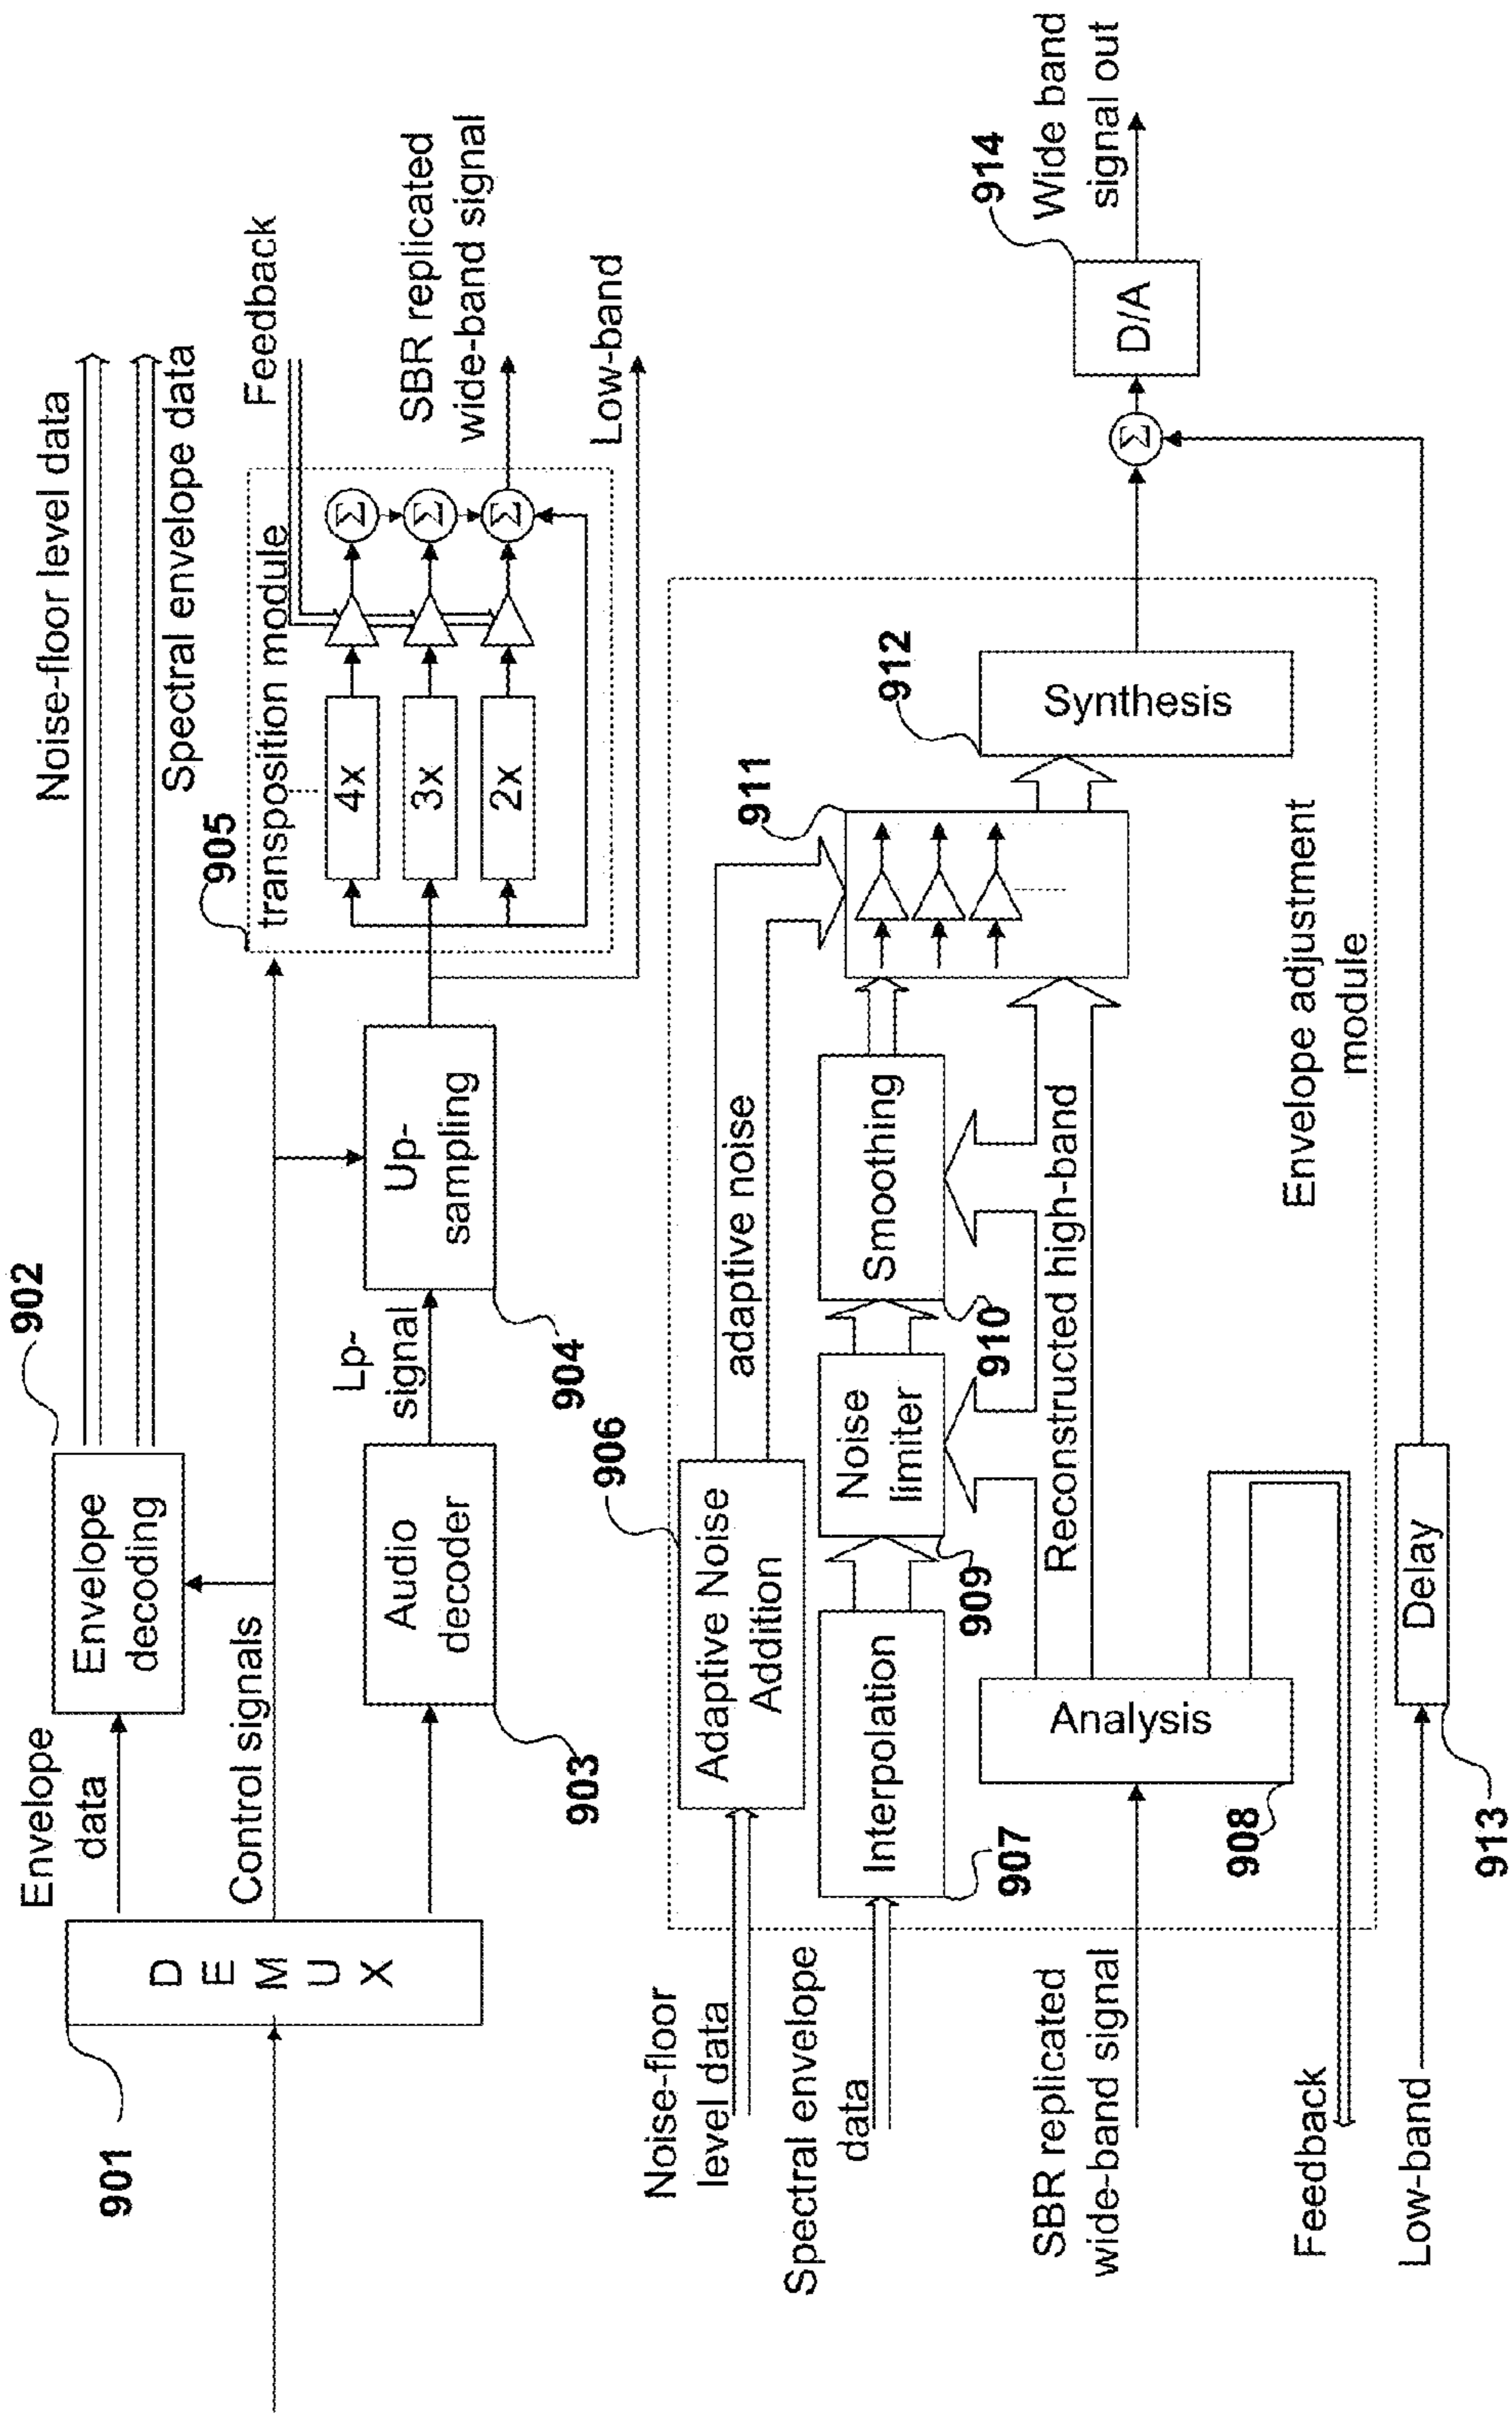 901
D
E
M
U
X
Envelope
data
Control signals
902
Envelope
decoding
Noise-floor level data
Spectral envelope data
903
Audio
decoder
Lp-
signal
904
Up-
sampling
905
transposition module
4x
3x
2x
Σ
Σ
Σ
Feedback
SBR replicated
wide-band signal
Low-band
Noise-floor
level data
Spectral envelope
data
SBR replicated
wide-band signal
Feedback
Low-band
906
Adaptive Noise
Addition
adaptive noise
907
Interpolation
909
Noise
limiter
910
Smoothing
911
912
Synthesis
908
Analysis
Reconstructed high-band
Envelope adjustment
module
913
Delay
Σ
914
D/A
Wide band
signal out